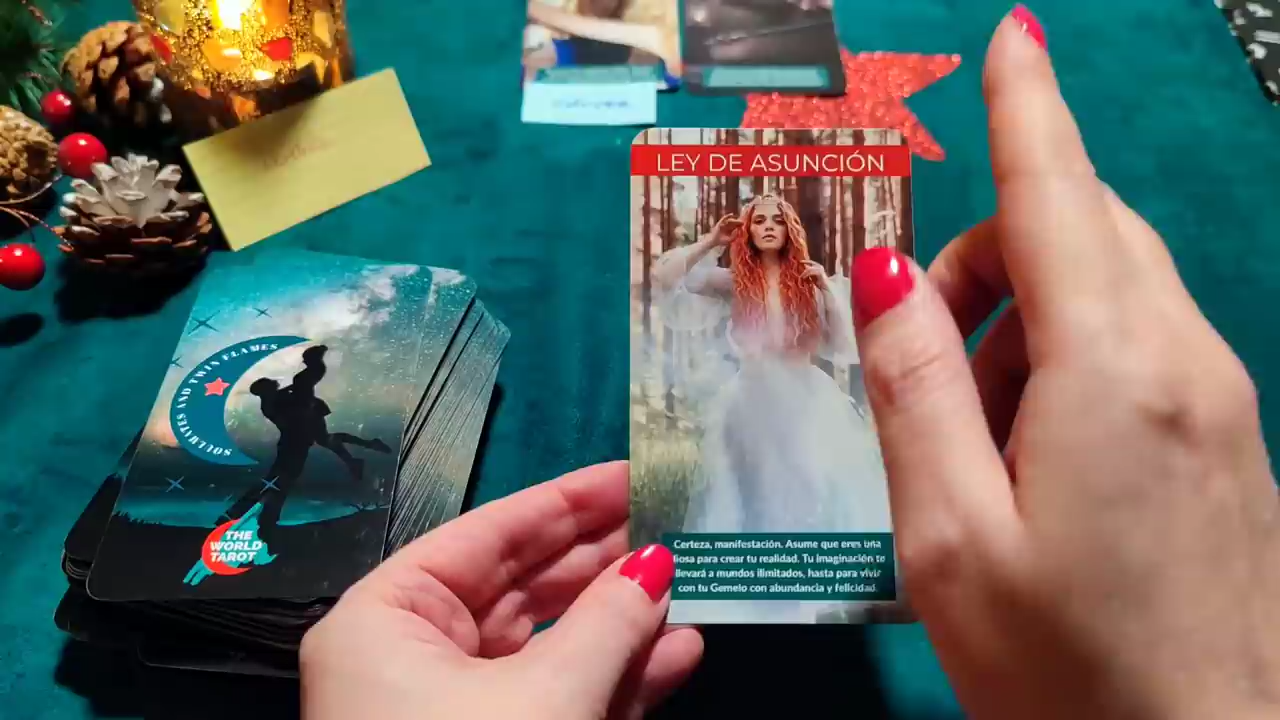 LEY DE ASUNCIÓN
Certeza, manifestación. Asume que eres una
diosa para crear tu realidad. Tu imaginación te
llevará a mundos ilimitados, hasta para vivir
con tu Gemelo con abundancia y felicidad.
SOULMATES AND TWIN FLAMES
THE
WORLD
TAROT